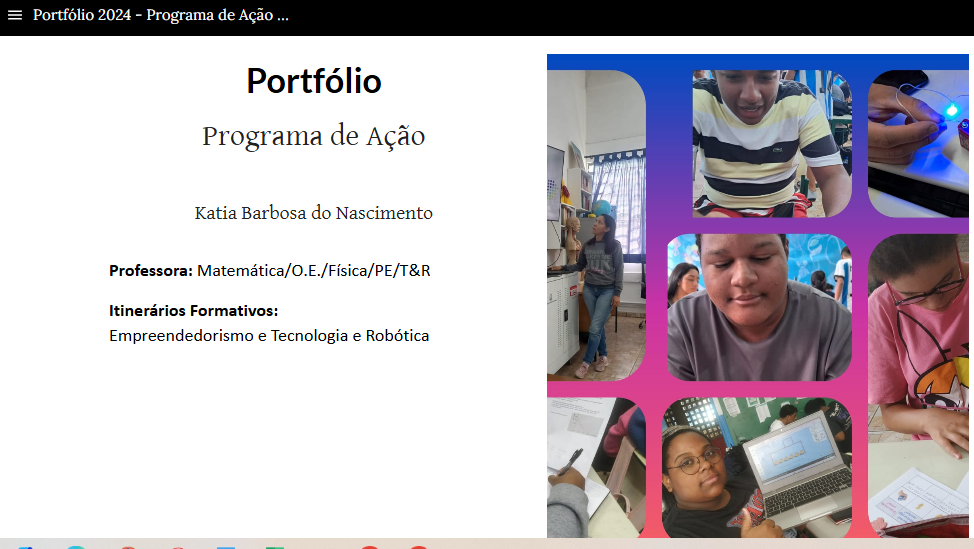 Portfólio 2024 - Programa de Ação ...
Portfólio
Programa de Ação
Katia Barbosa do Nascimento
Professora: Matemática/O.E./Física/PE/T&R
Itinerários Formativos:
Empreendedorismo e Tecnologia e Robótica